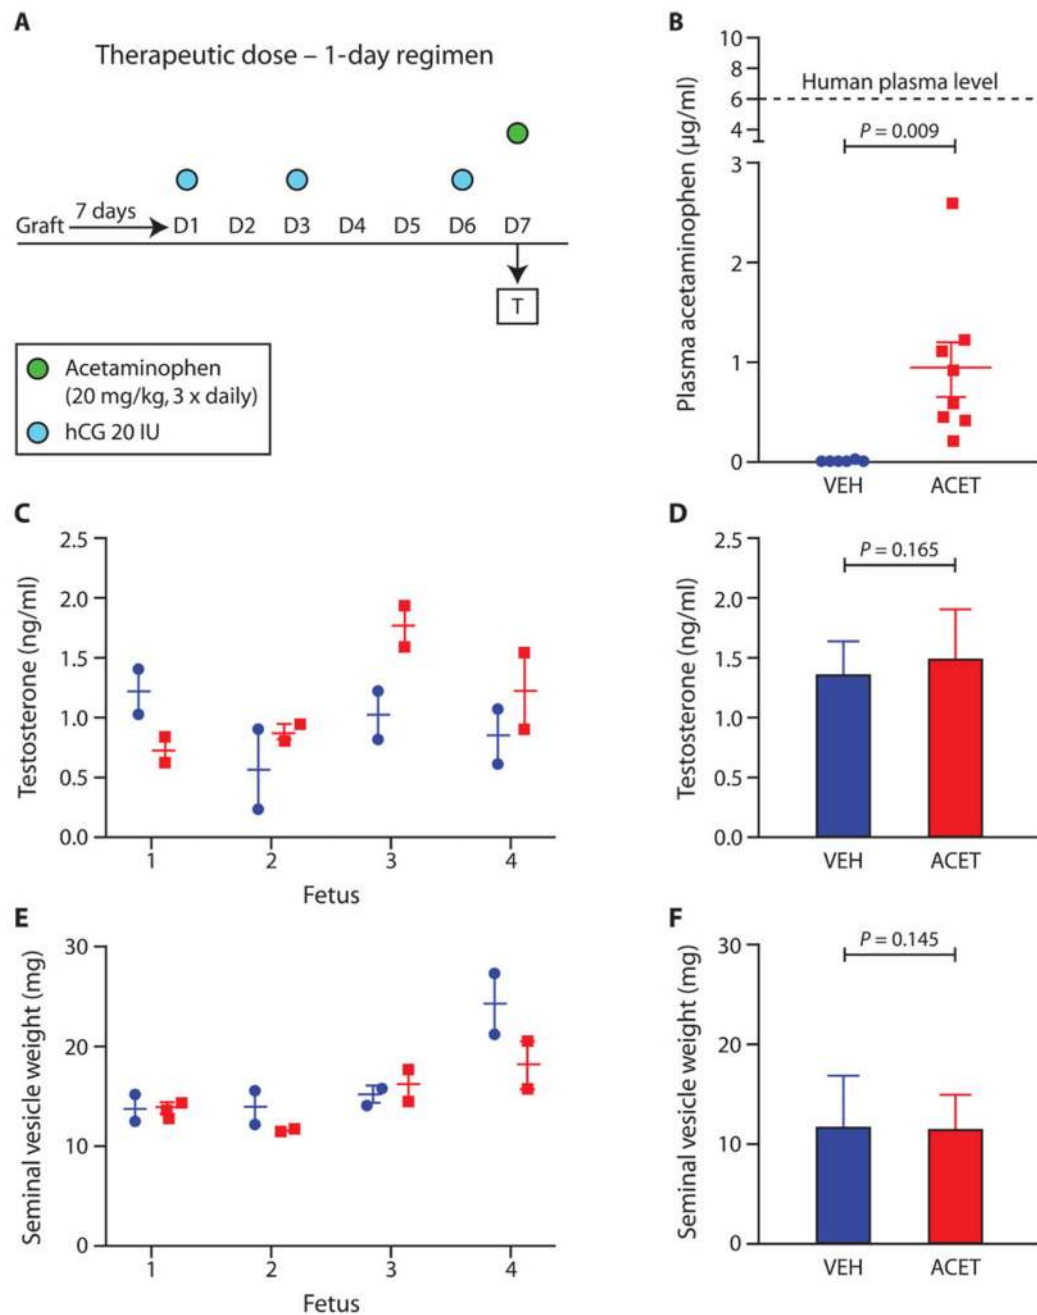 A
Therapeutic dose – 1-day regimen
Graft
7 days
D1 D2 D3 D4 D5 D6 D7
T
Acetaminophen
(20 mg/kg, 3 x daily)
hCG 20 IU
B
Plasma acetaminophen (µg/ml)
10
8
6
4
3
2
1
0
Human plasma level
P = 0.009
VEH ACET
C
Testosterone (ng/ml)
2.5
2.0
1.5
1.0
0.5
0.0
1 2 3 4
Fetus
D
Testosterone (ng/ml)
2.5
2.0
1.5
1.0
0.5
0.0
P = 0.165
VEH ACET
E
Seminal vesicle weight (mg)
30
20
10
0
1 2 3 4
Fetus
F
Seminal vesicle weight (mg)
30
20
10
0
P = 0.145
VEH ACET